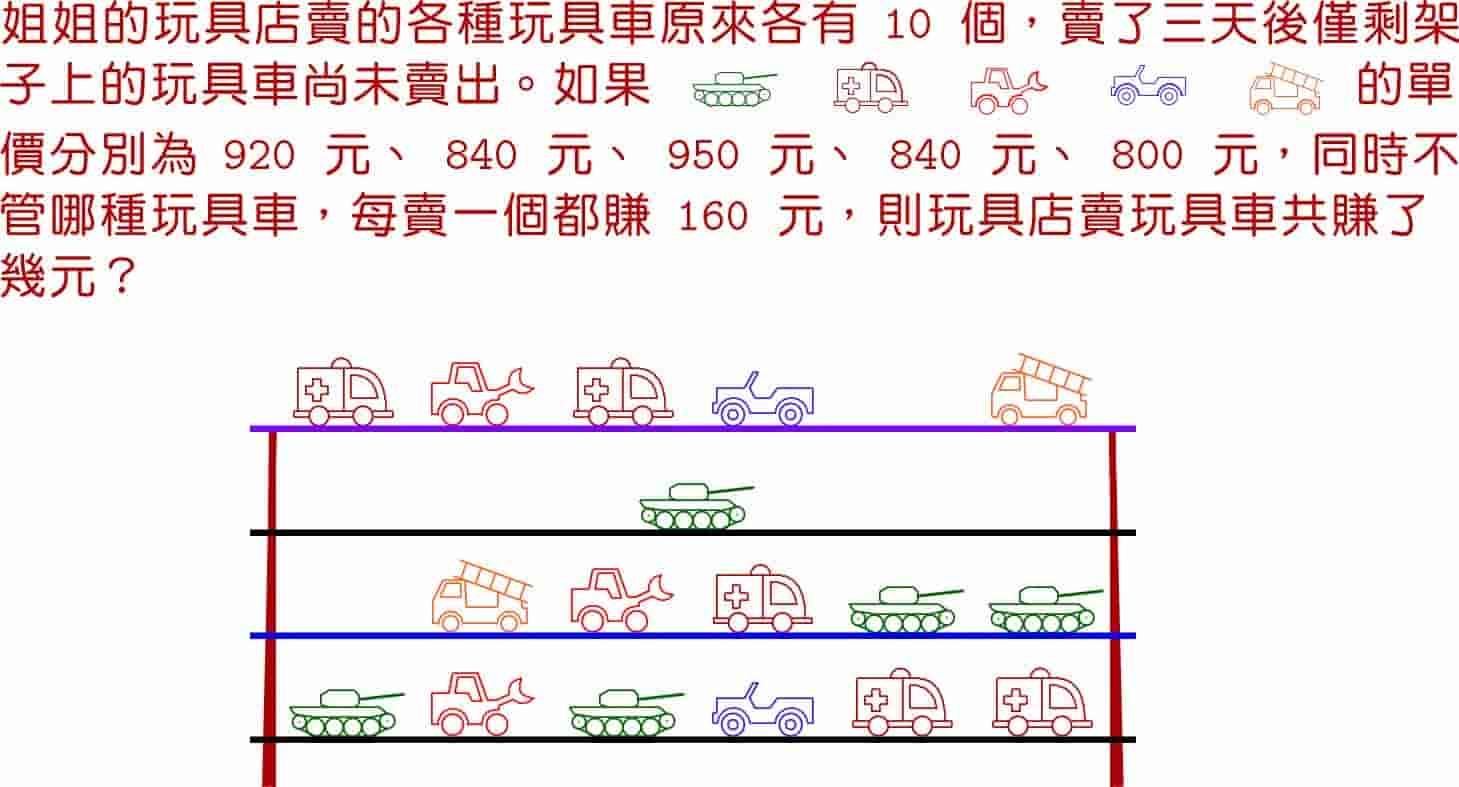 姐姐的玩具店賣的各種玩具車原來各有 10 個，賣了三天後僅剩架
子上的玩具車尚未賣出。如果 的單
價分別為 920 元、 840 元、 950 元、 840 元、 800 元，同時不
管哪種玩具車，每賣一個都賺 160 元，則玩具店賣玩具車共賺了
幾元？